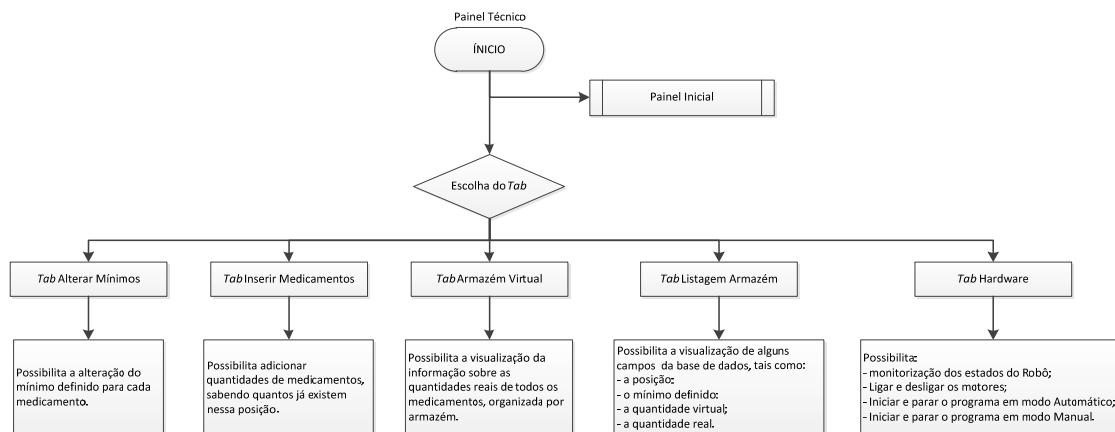 Painel Técnico
ÍNICIO
Painel Inicial
Escolha do Tab
Tab Alterar Mínimos
Tab Inserir Medicamentos
Tab Armazém Virtual
Tab Listagem Armazém
Tab Hardware
Possibilita a alteração do
mínimo definido para cada
medicamento.
Possibilita adicionar
quantidades de medicamentos,
sabendo quantos já existem
nessa posição.
Possibilita a visualização da
informação sobre as
quantidades reais de todos os
medicamentos, organizada por
armazém.
Possibilita a visualização de alguns
campos da base de dados, tais como:
- a posição:
- o mínimo definido:
- a quantidade virtual;
- a quantidade real.
Possibilita:
- monitorização dos estados do Robô;
- Ligar e desligar os motores;
- Iniciar e parar o programa em modo Automático;
- Iniciar e parar o programa em modo Manual.